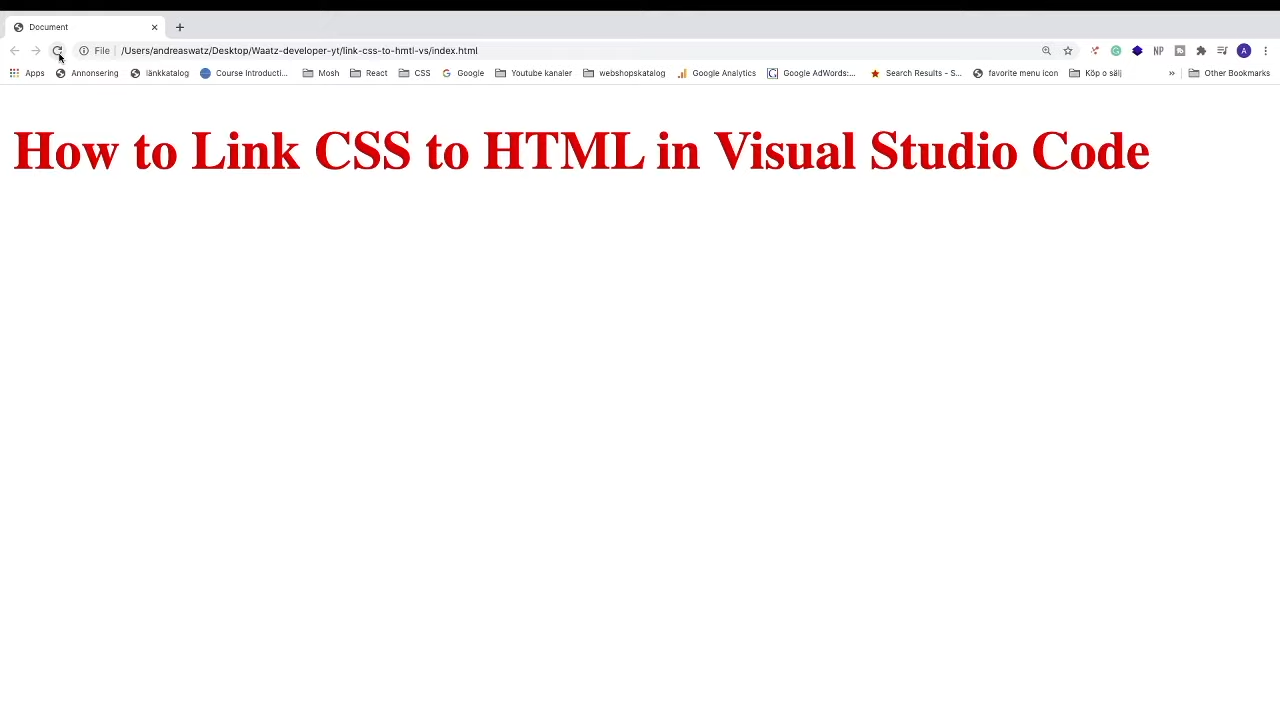 Document
File /Users/andreaswatz/Desktop/Waatz-developer-yt/link-css-to-hmtl-vs/index.html NP A
Apps Annonsering länkkatalog Course Introducti... Mosh React CSS Google Youtube kanaler webshopskatalog Google Analytics Google AdWords:... Search Results - S... favorite menu icon Köp o sälj » Other Bookmarks
How to Link CSS to HTML in Visual Studio Code